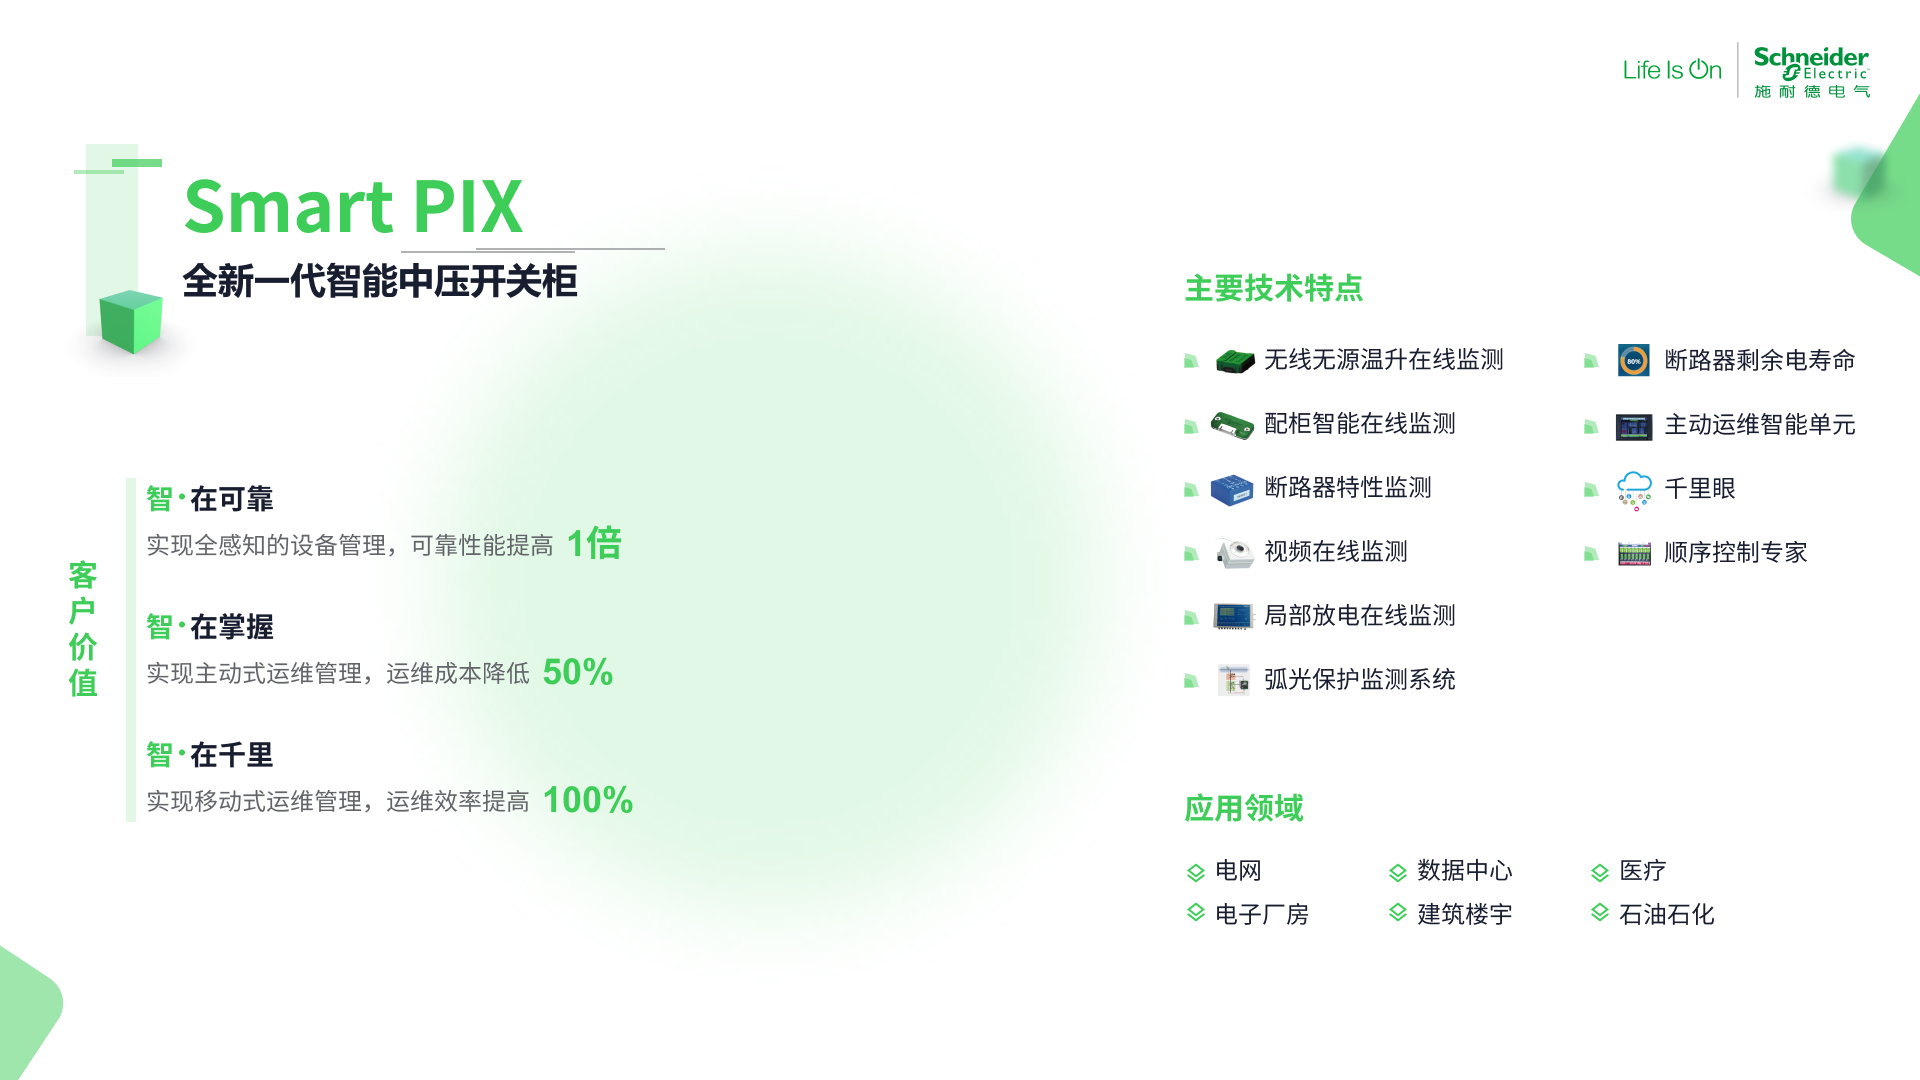 Life Is On
Schneider
Electric
施耐德电气
Smart PIX
全新一代智能中压开关柜
客户价值
智·在可靠
实现全感知的设备管理，可靠性能提高 1倍
智·在掌握
实现主动式运维管理，运维成本降低 50%
智·在千里
实现移动式运维管理，运维效率提高 100%
主要技术特点
无线无源温升在线监测
配柜智能在线监测
断路器特性监测
视频在线监测
局部放电在线监测
弧光保护监测系统
80%
断路器剩余电寿命
主动运维智能单元
千里眼
顺序控制专家
应用领域
电网
数据中心
医疗
电子厂房
建筑楼宇
石油石化